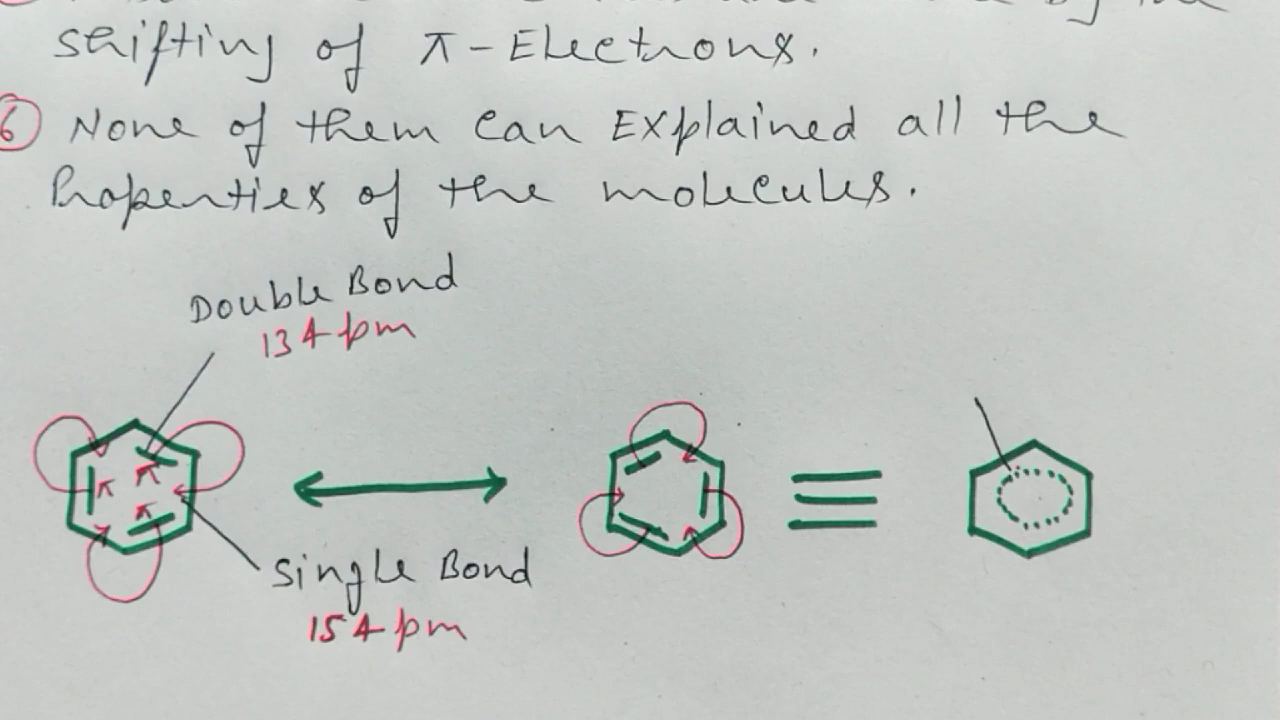 shifting of π-Electrons.
6 None of them can Explained all the
Properties of the molecules.
Double Bond
134 pm
π
π
π
Single Bond
154 pm